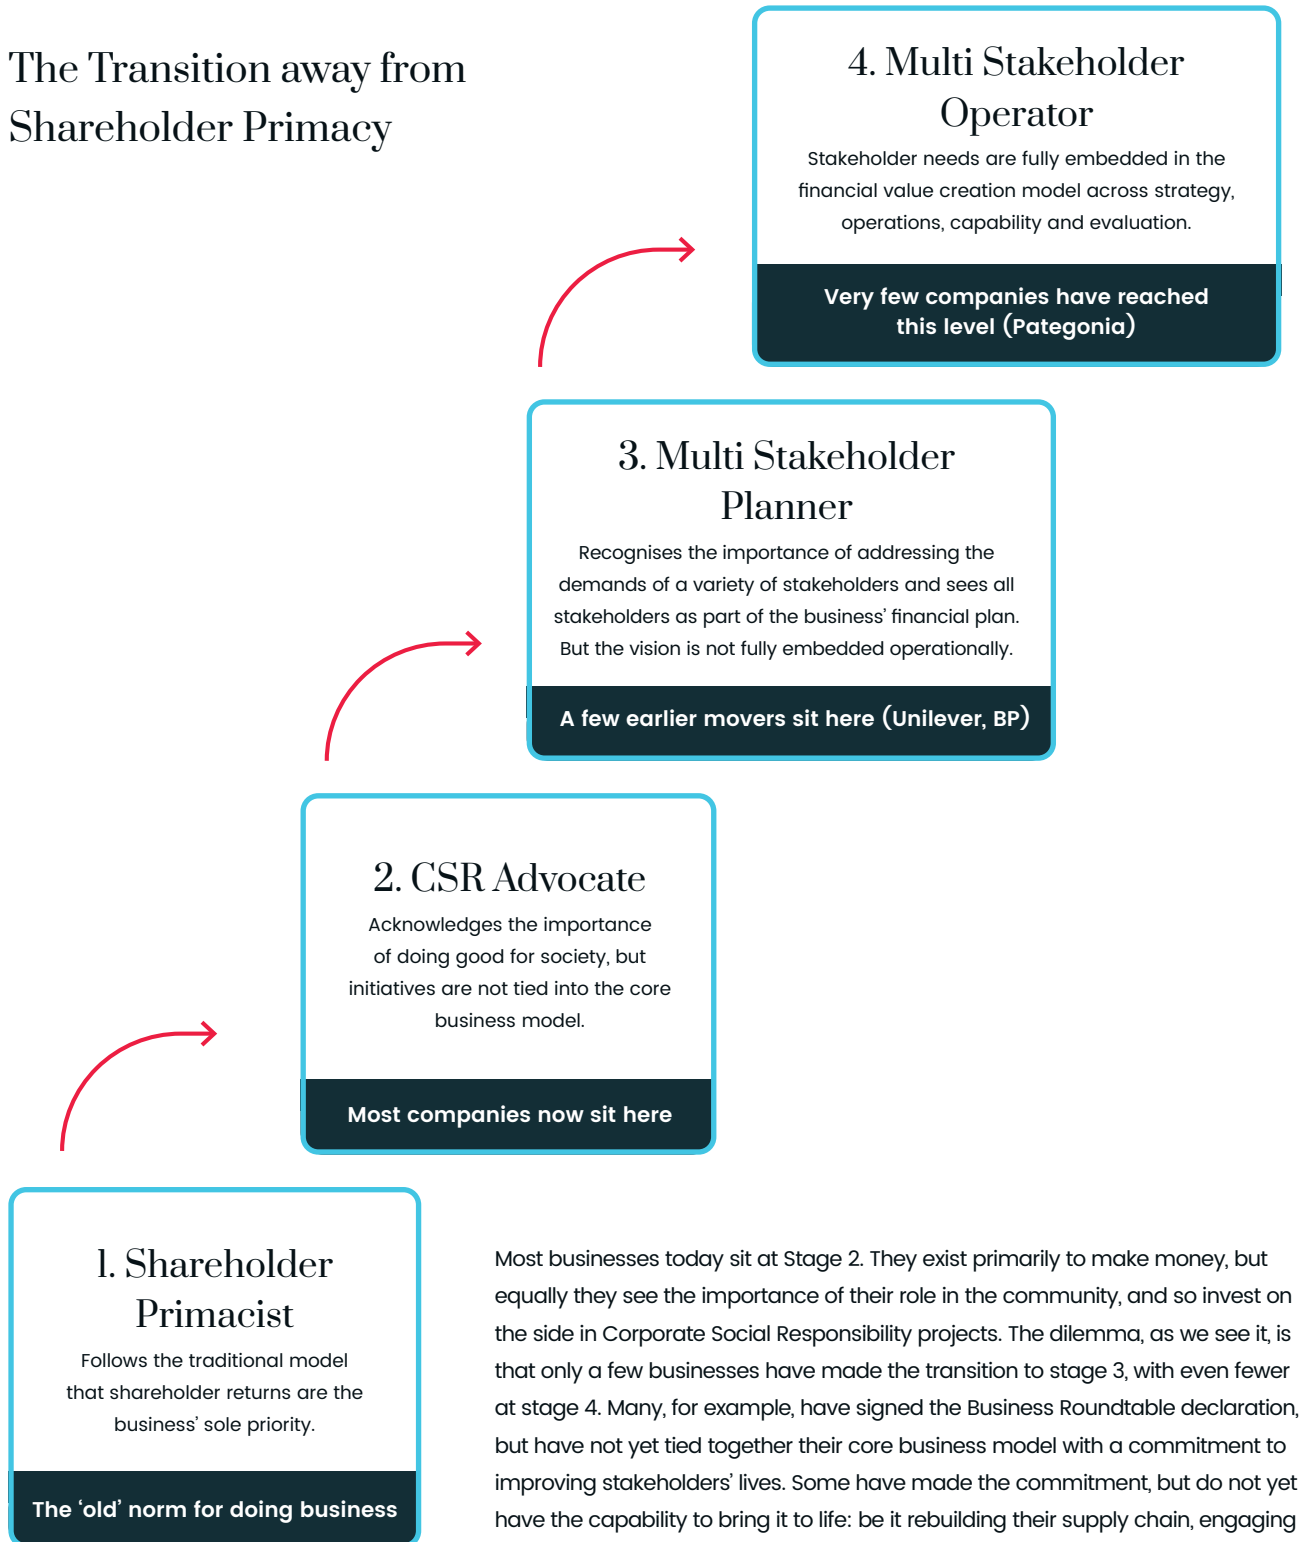 The Transition away from
Shareholder Primacy
4. Multi Stakeholder
Operator
Stakeholder needs are fully embedded in the
financial value creation model across strategy,
operations, capability and evaluation.
Very few companies have reached
this level (Pategonia)
3. Multi Stakeholder
Planner
Recognises the importance of addressing the
demands of a variety of stakeholders and sees all
stakeholders as part of the business’ financial plan.
But the vision is not fully embedded operationally.
A few earlier movers sit here (Unilever, BP)
2. CSR Advocate
Acknowledges the importance
of doing good for society, but
initiatives are not tied into the core
business model.
Most companies now sit here
1. Shareholder
Primacist
Follows the traditional model
that shareholder returns are the
business’ sole priority.
The ‘old’ norm for doing business
Most businesses today sit at Stage 2. They exist primarily to make money, but
equally they see the importance of their role in the community, and so invest on
the side in Corporate Social Responsibility projects. The dilemma, as we see it, is
that only a few businesses have made the transition to stage 3, with even fewer
at stage 4. Many, for example, have signed the Business Roundtable declaration,
but have not yet tied together their core business model with a commitment to
improving stakeholders’ lives. Some have made the commitment, but do not yet
have the capability to bring it to life: be it rebuilding their supply chain, engaging